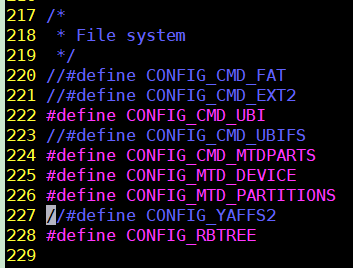 217 /*
218  * File system
219  */
220 //#define CONFIG_CMD_FAT
221 //#define CONFIG_CMD_EXT2
222 #define CONFIG_CMD_UBI
223 //#define CONFIG_CMD_UBIFS
224 #define CONFIG_CMD_MTDPARTS
225 #define CONFIG_MTD_DEVICE
226 #define CONFIG_MTD_PARTITIONS
227 //#define CONFIG_YAFFS2
228 #define CONFIG_RBTREE
229